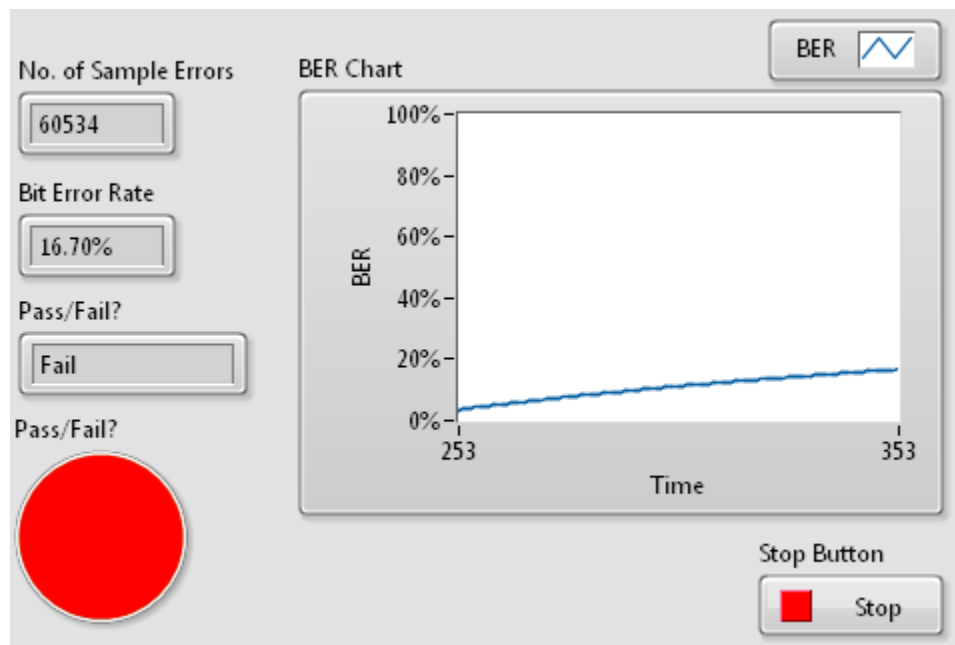 No. of Sample Errors
60534
Bit Error Rate
16.70%
Pass/Fail?
Fail
Pass/Fail?
BER Chart
BER
100%
80%
60%
40%
20%
0%
BER
253
353
Time
Stop Button
Stop